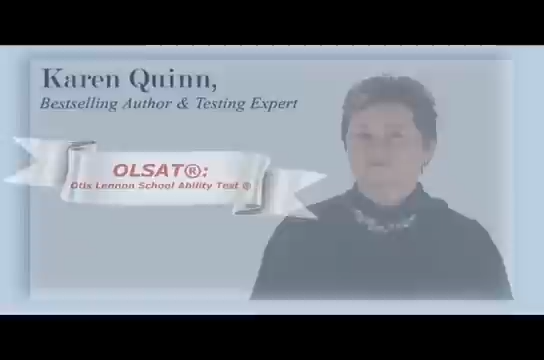 Karen Quinn,
Bestselling Author & Testing Expert
OLSAT®:
Otis Lennon School Ability Test ®